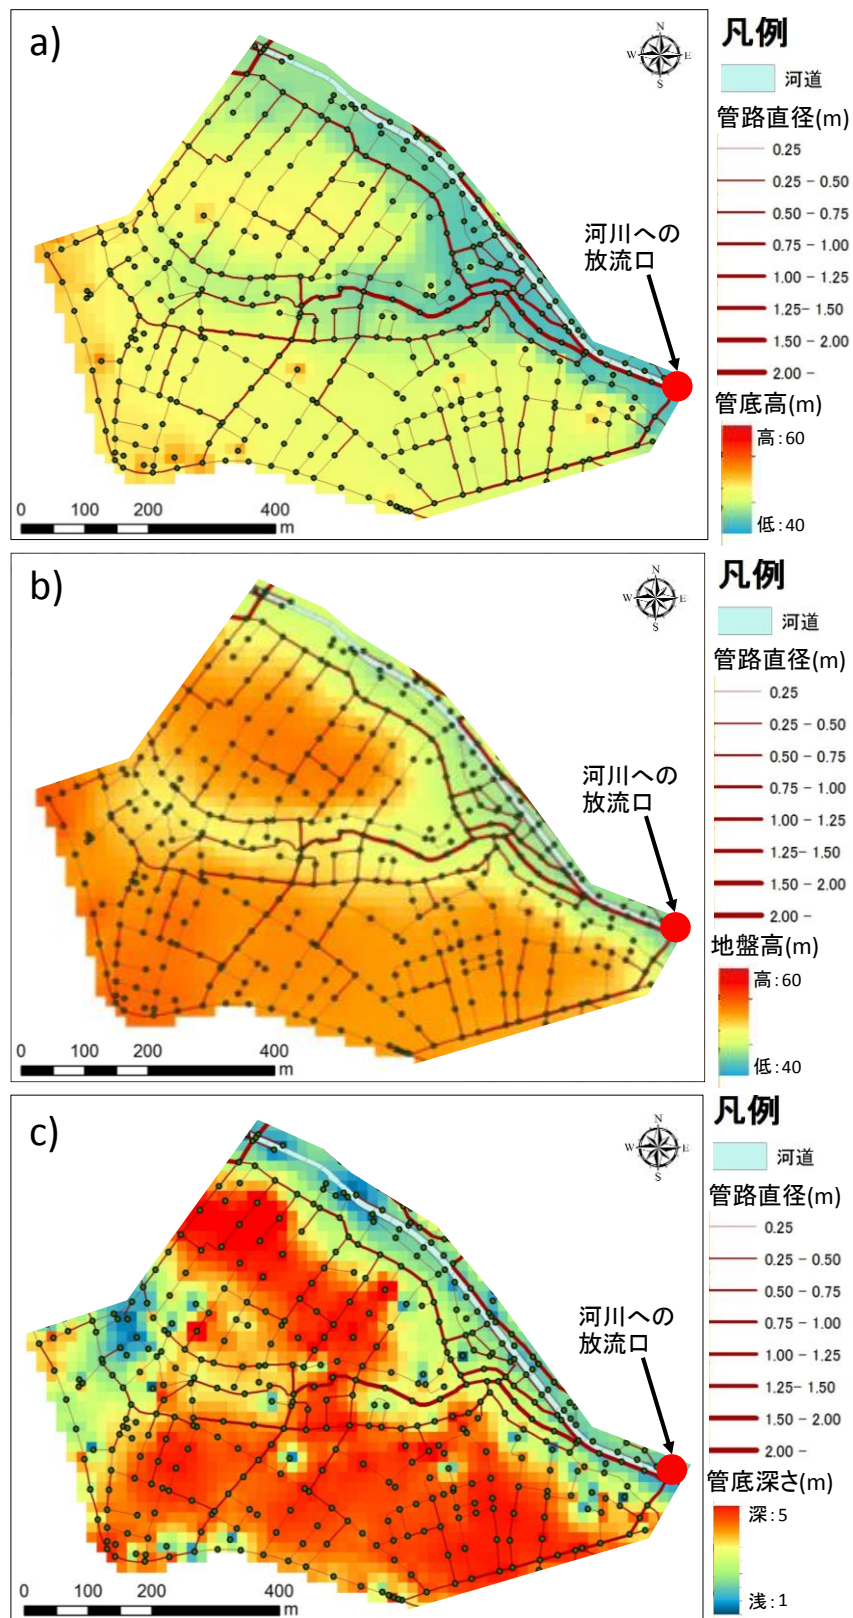 a)
N
W
E
S
河川への
放流口
0
100
200
400
m
凡例
河道
管路直径(m)
0.25
0.25 - 0.50
0.50 - 0.75
0.75 - 1.00
1.00 - 1.25
1.25- 1.50
1.50 - 2.00
2.00 -
管底高(m)
高:60
低:40
b)
N
W
E
S
河川への
放流口
0
100
200
400
m
凡例
河道
管路直径(m)
0.25
0.25 - 0.50
0.50 - 0.75
0.75 - 1.00
1.00 - 1.25
1.25- 1.50
1.50 - 2.00
2.00 -
地盤高(m)
高:60
低:40
c)
N
W
E
S
河川への
放流口
0
100
200
400
m
凡例
河道
管路直径(m)
0.25
0.25 - 0.50
0.50 - 0.75
0.75 - 1.00
1.00 - 1.25
1.25- 1.50
1.50 - 2.00
2.00 -
管底深さ(m)
深:5
浅:1